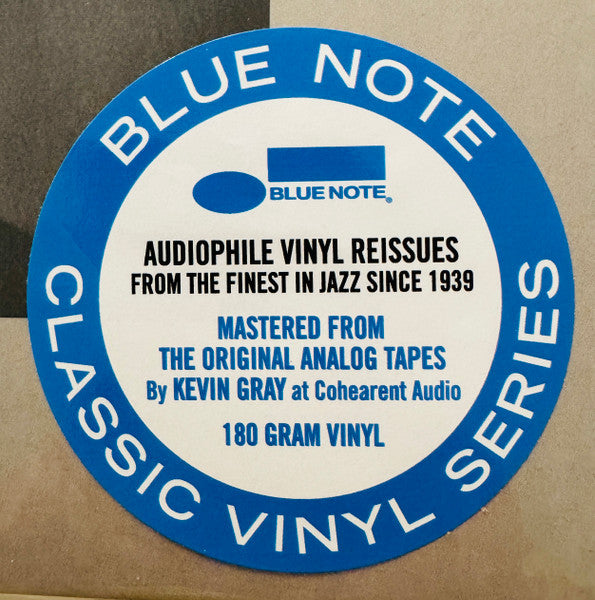 BLUE NOTE
BLUE NOTE®
AUDIOPHILE VINYL REISSUES
FROM THE FINEST IN JAZZ SINCE 1939
MASTERED FROM
THE ORIGINAL ANALOG TAPES
By KEVIN GRAY at Cohearent Audio
180 GRAM VINYL
CLASSIC VINYL SERIES